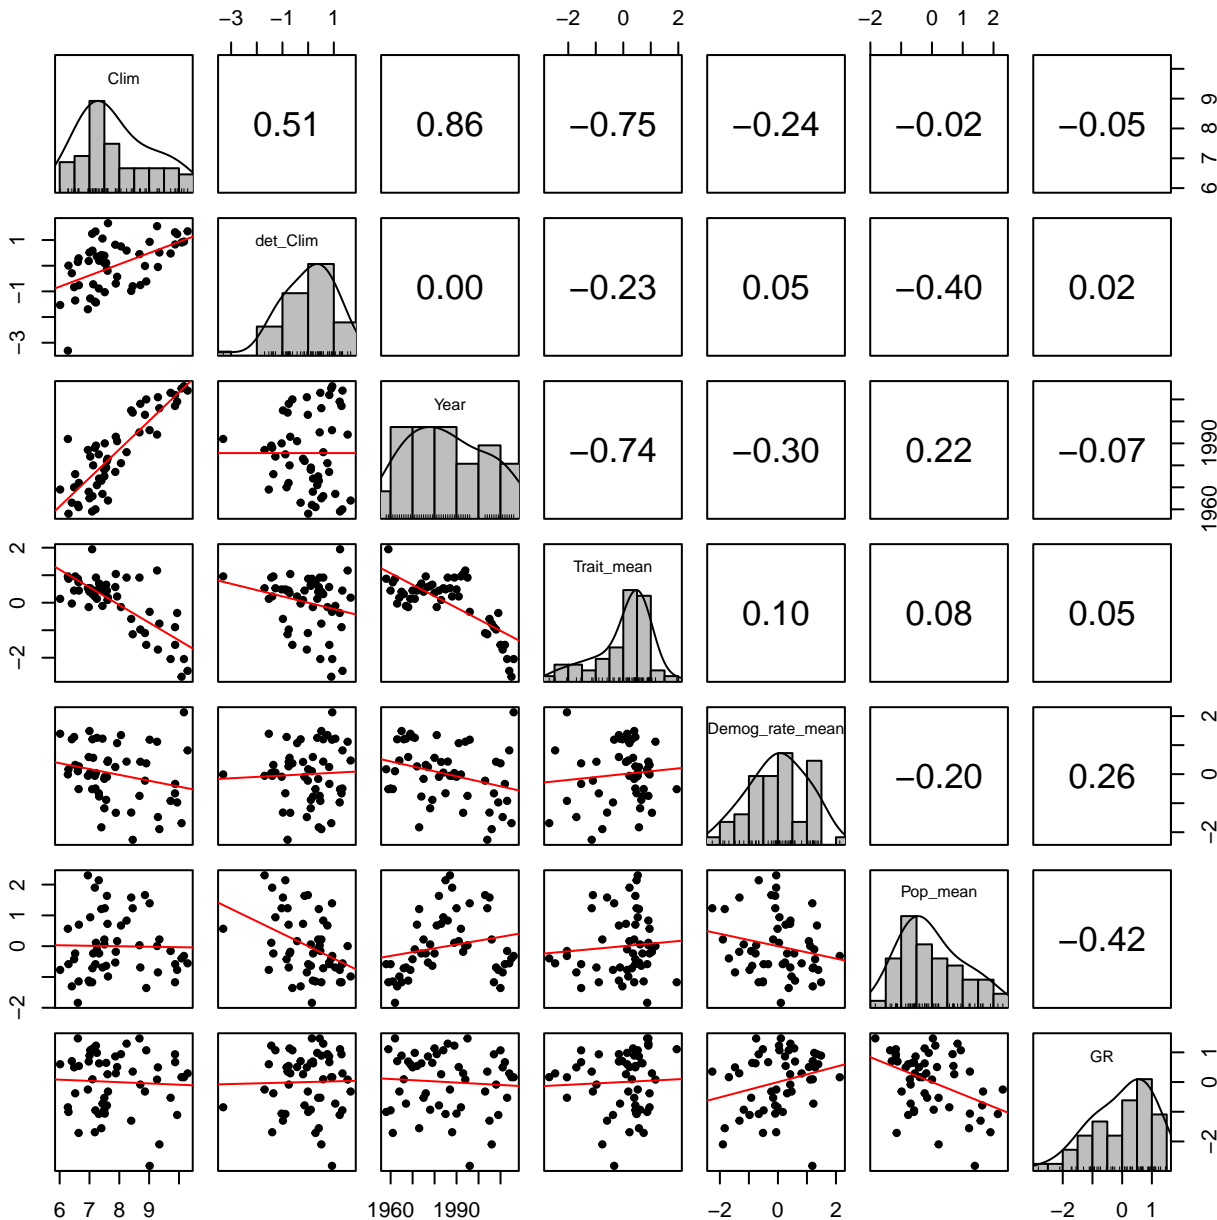 −3 −1 1 −2 0 2 −2 0 2
Clim 0.51 0.86 −0.75 −0.24 −0.02 −0.05 6 7 8 9
1 −1 −3 det_Clim 0.00 −0.23 0.05 −0.40 0.02
Year −0.74 −0.30 0.22 −0.07 1960 1990
2 0 −2 Trait_mean 0.10 0.08 0.05
Demog_rate_mean −0.20 0.26 2 0 −2
2 1 0 −2 Pop_mean −0.42
GR 1 0 −2
6 7 8 9 1960 1990 −2 0 2 −2 0 1